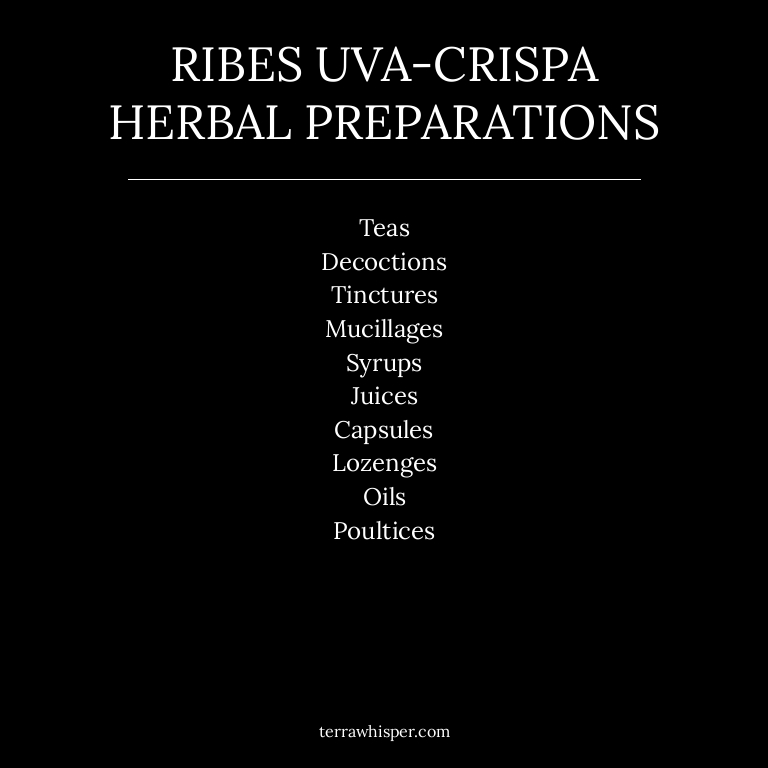 RIBES UVA-CRISPA
HERBAL PREPARATIONS
Teas
Decoctions
Tinctures
Mucillages
Syrups
Juices
Capsules
Lozenges
Oils
Poultices
terrawhisper.com